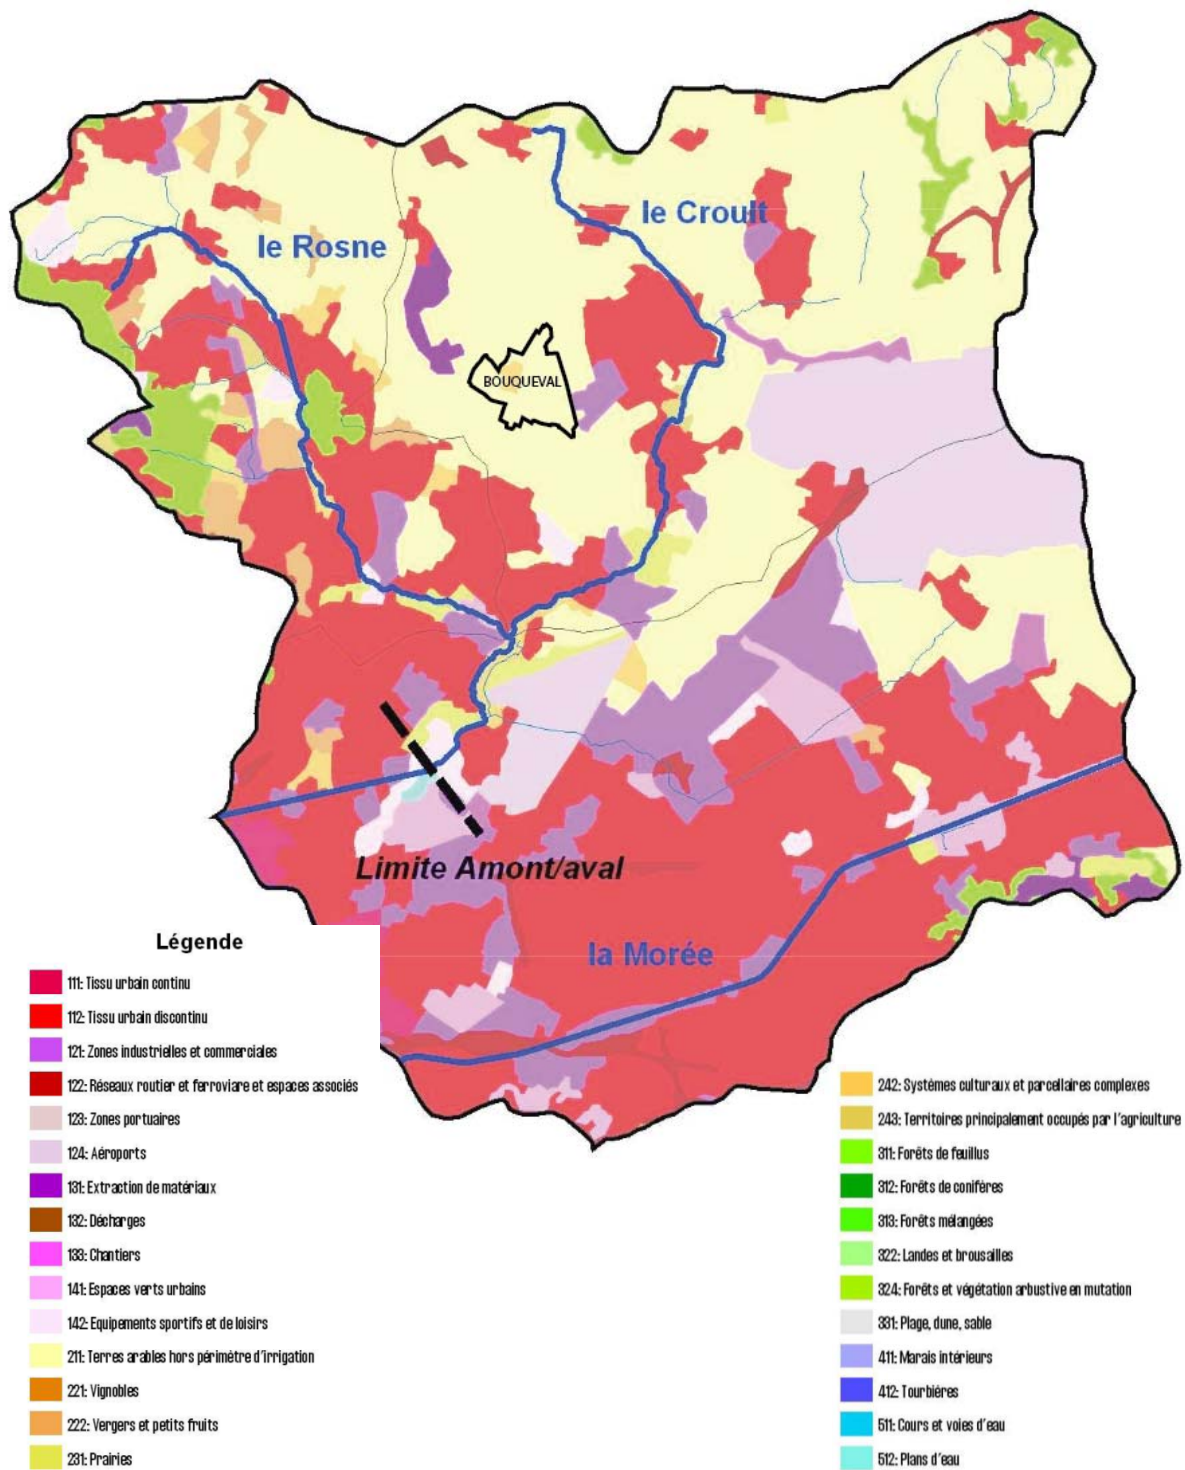 le Croult
le Rosne
BOUQUEVAL
Limite Amont/aval
la Morée
Légende
111: Tissu urbain continu
112: Tissu urbain discontinu
121: Zones industrielles et commerciales
122: Réseaux routier et ferroviare et espaces associés
123: Zones portuaires
124: Aéroports
131: Extraction de matériaux
132: Décharges
133: Chantiers
141: Espaces verts urbains
142: Equipements sportifs et de loisirs
211: Terres arables hors périmètre d'irrigation
221: Vignobles
222: Vergers et petits fruits
231: Prairies
242: Systèmes culturaux et parcellaires complexes
243: Territoires principalement occupés par l'agriculture
311: Forêts de feuillus
312: Forêts de conifères
313: Forêts mélangées
322: Landes et brousailles
324: Forêts et végétation arbustive en mutation
331: Plage, dune, sable
411: Marais intérieurs
412: Tourbières
511: Cours et voies d'eau
512: Plans d'eau